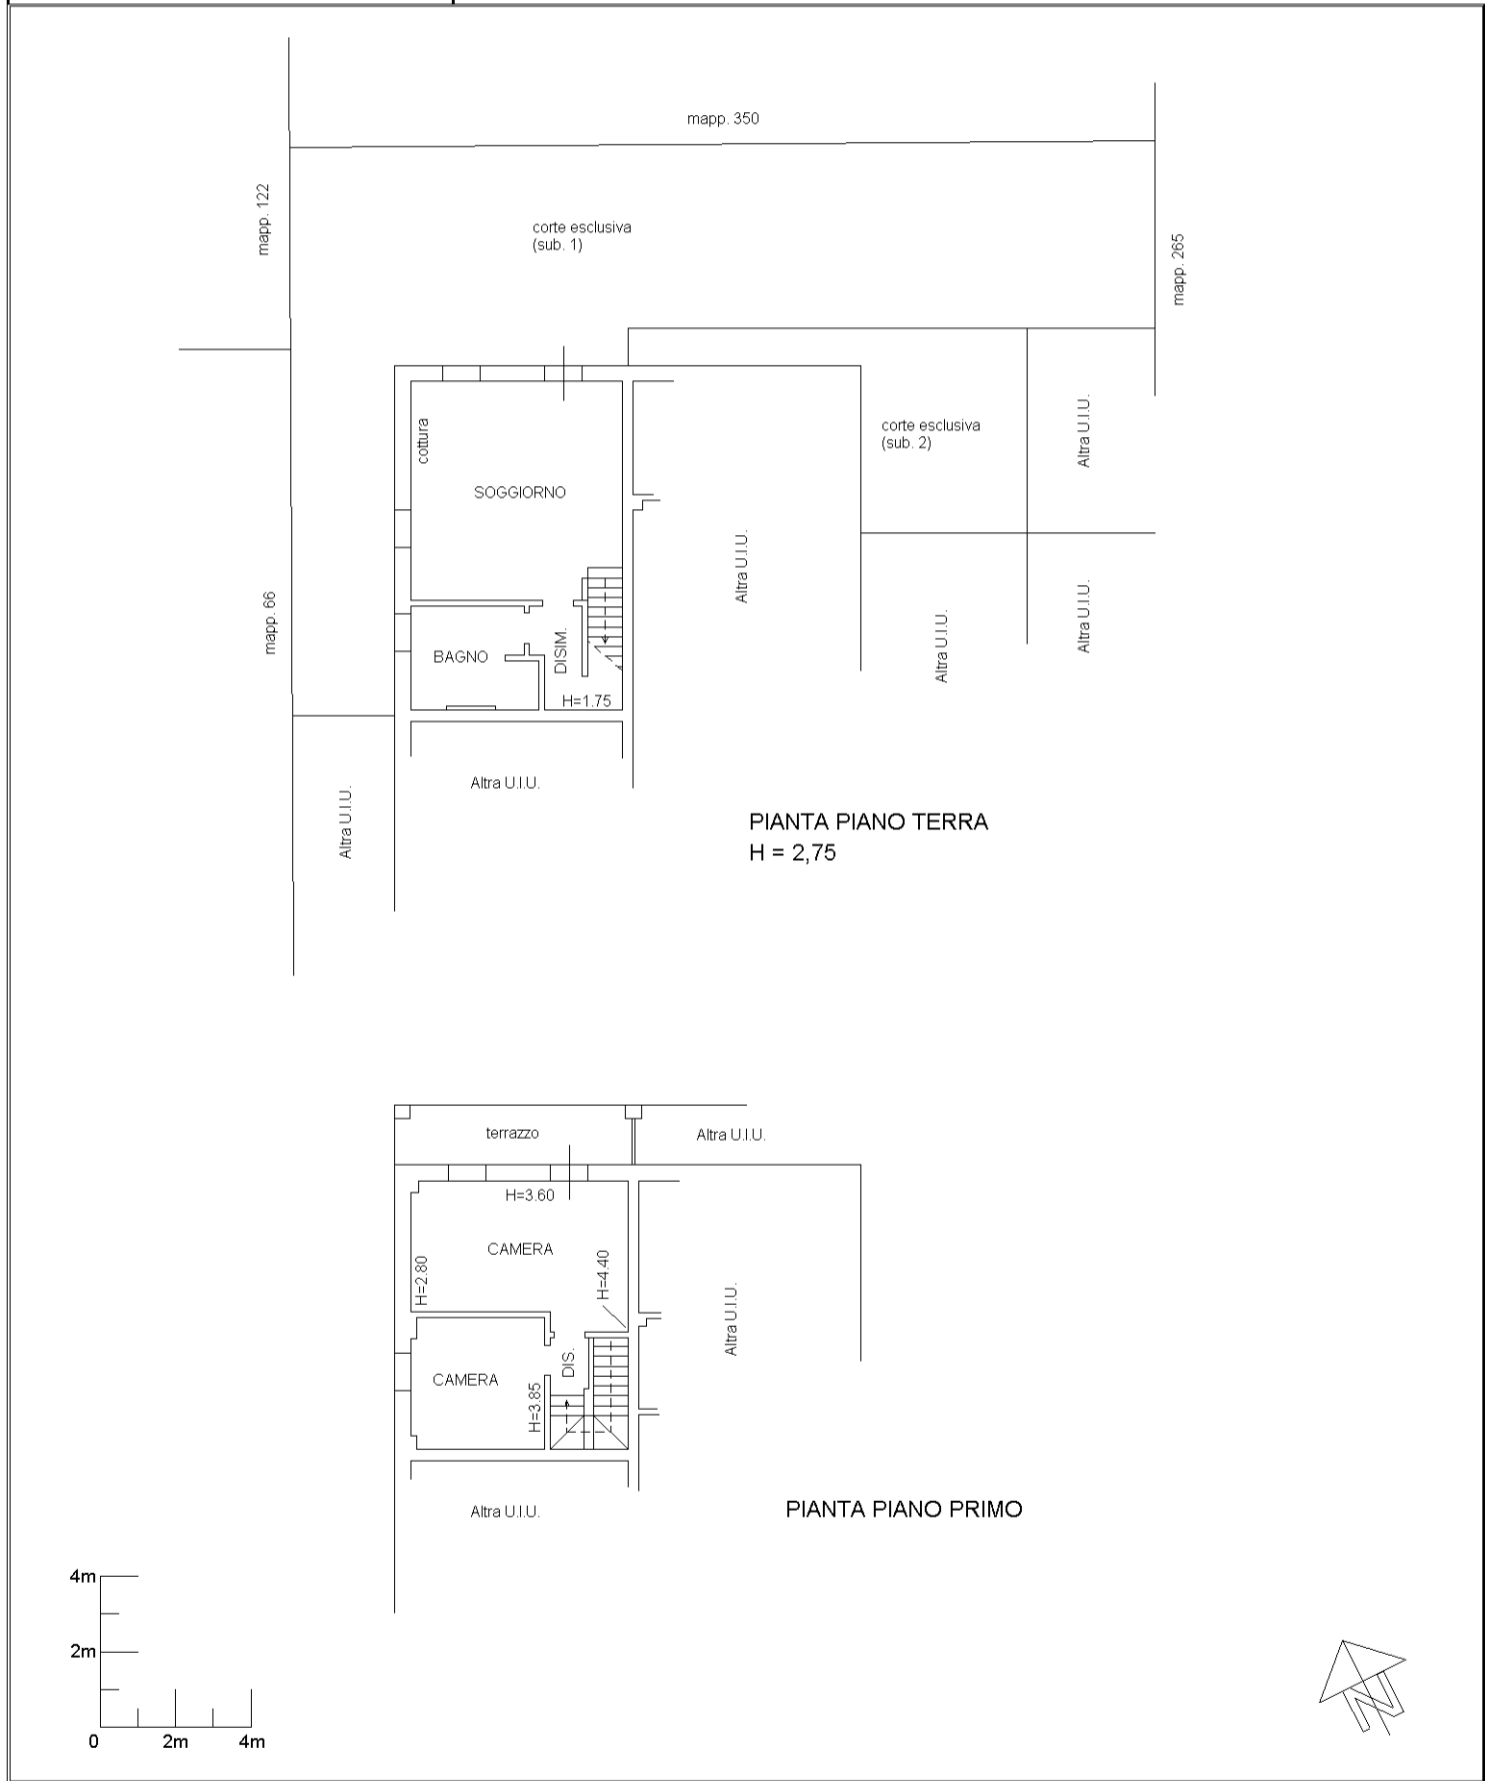 mapp. 350
mapp. 122
corte esclusiva
(sub. 1)
mapp. 265
cottura
corte esclusiva
(sub. 2)
Altra U.I.U.
SOGGIORNO
Altra U.I.U.
mapp. 66
BAGNO
DISIM.
Altra U.I.U.
Altra U.I.U.
H=1.75
Altra U.I.U.
Altra U.I.U.
PIANTA PIANO TERRA
H = 2,75
terrazzo
Altra U.I.U.
H=3.60
CAMERA
H=2.80
H=4.40
Altra U.I.U.
CAMERA
DIS.
H=3.85
Altra U.I.U.
PIANTA PIANO PRIMO
4m
2m
0
2m
4m
N